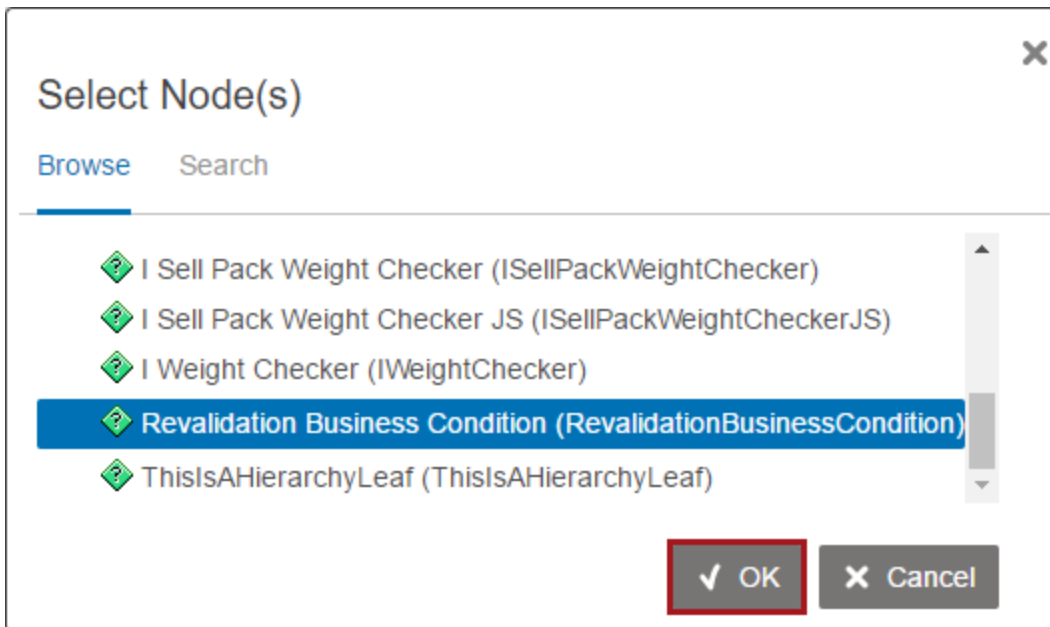 Select Node(s)
Browse Search
I Sell Pack Weight Checker (ISellPackWeightChecker)
I Sell Pack Weight Checker JS (ISellPackWeightCheckerJS)
I Weight Checker (IWeightChecker)
Revalidation Business Condition (RevalidationBusinessCondition)
ThisIsAHierarchyLeaf (ThisIsAHierarchyLeaf)
OK Cancel